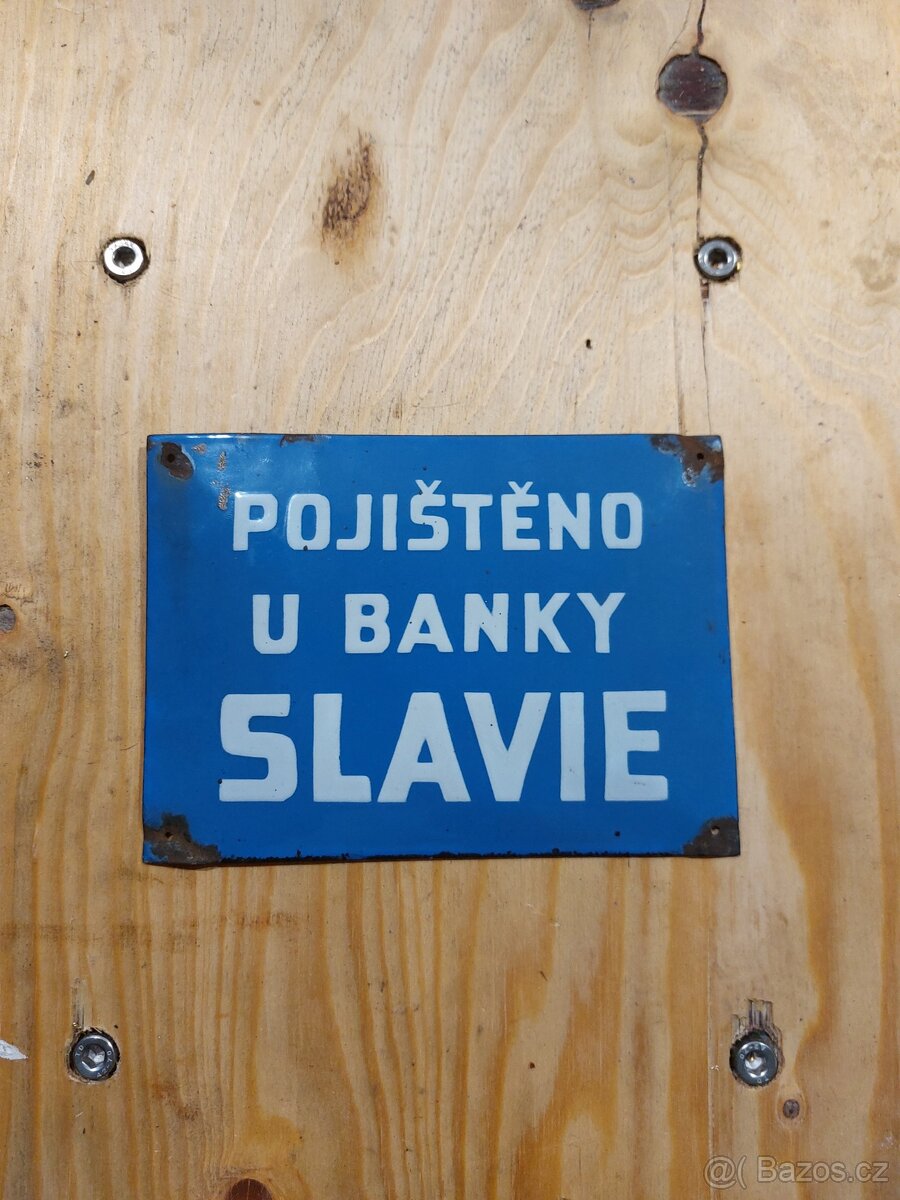 POJIŠTĚNO
U BANKY
SLAVIE
@( Bazos.cz